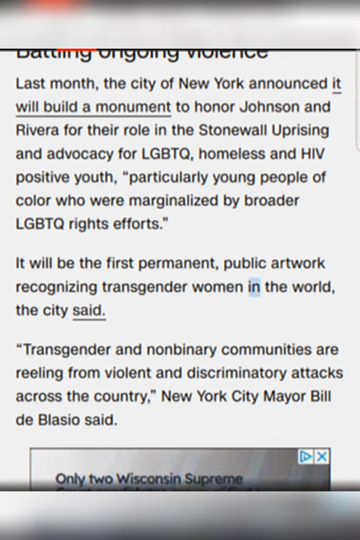 Battling ongoing violence
Last month, the city of New York announced it
will build a monument to honor Johnson and
Rivera for their role in the Stonewall Uprising
and advocacy for LGBTQ, homeless and HIV
positive youth, “particularly young people of
color who were marginalized by broader
LGBTQ rights efforts.”
It will be the first permanent, public artwork
recognizing transgender women in the world,
the city said.
“Transgender and nonbinary communities are
reeling from violent and discriminatory attacks
across the country,” New York City Mayor Bill
de Blasio said.
Only two Wisconsin Supreme